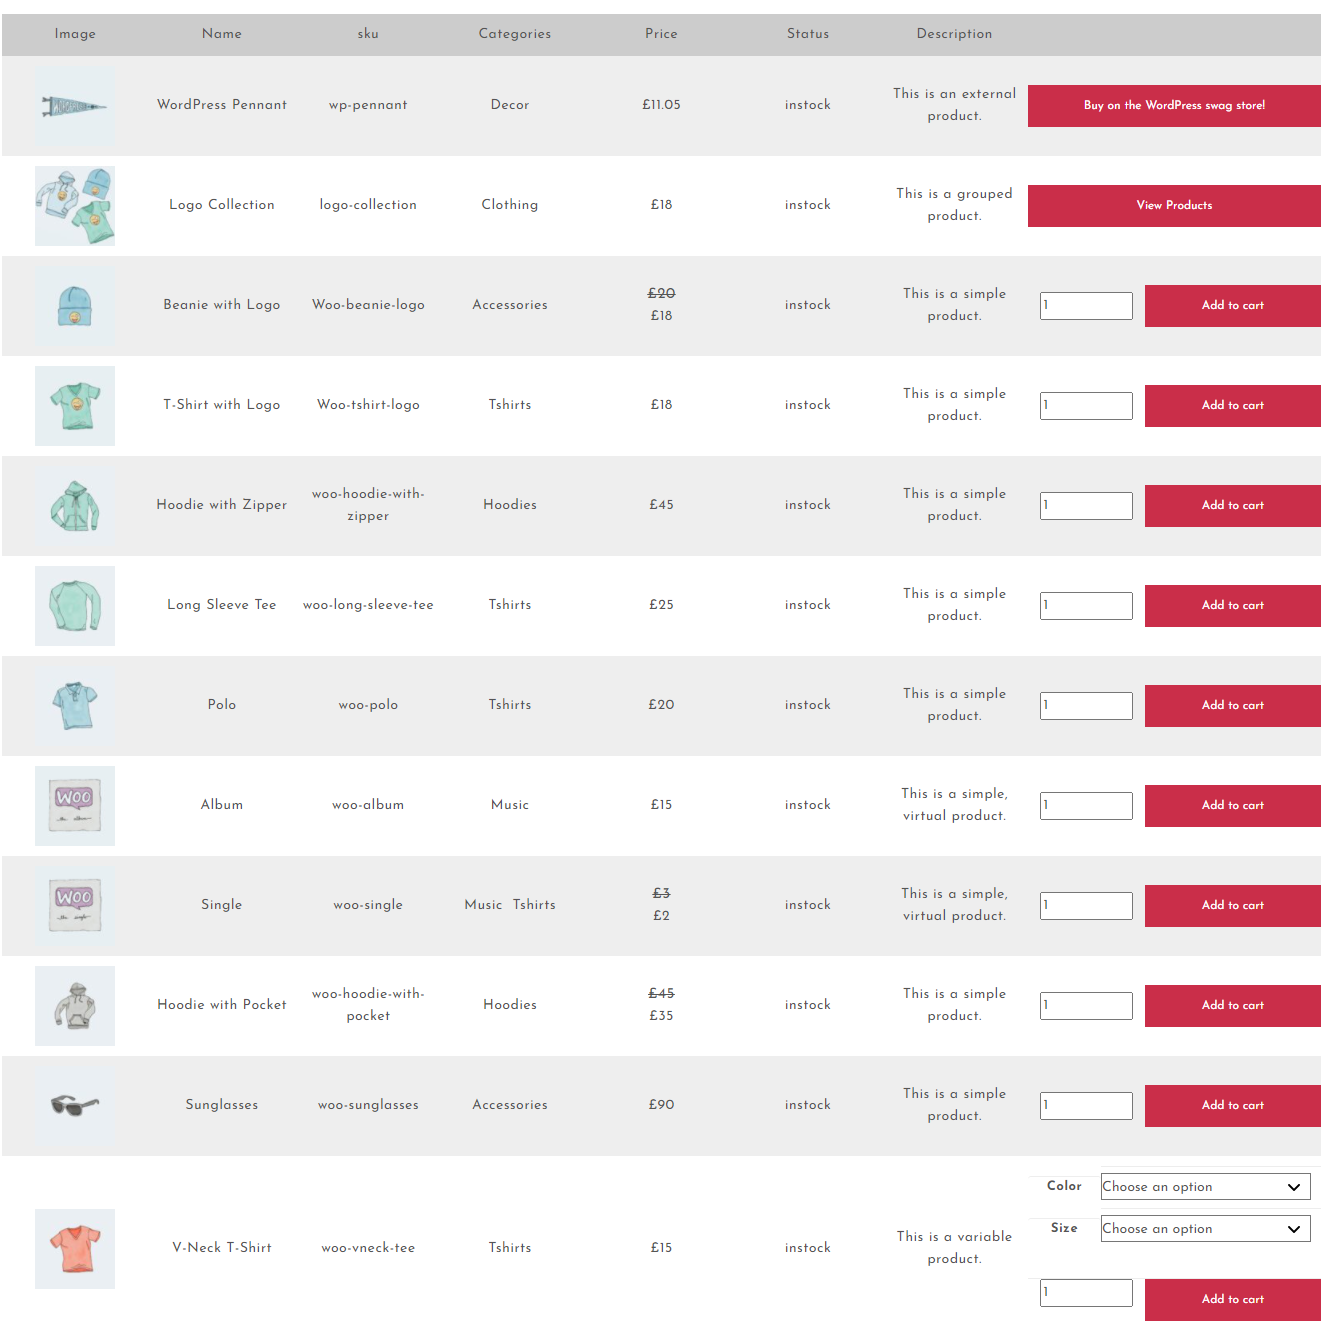 Image Name sku Categories Price Status Description
WordPress Pennant wp-pennant Decor £11.05 instock This is an external product. Buy on the WordPress swag store!
Logo Collection logo-collection Clothing £18 instock This is a grouped product. View Products
Beanie with Logo Woo-beanie-logo Accessories £20 £18 instock This is a simple product. 1 Add to cart
T-Shirt with Logo Woo-tshirt-logo Tshirts £18 instock This is a simple product. 1 Add to cart
Hoodie with Zipper woo-hoodie-with-zipper Hoodies £45 instock This is a simple product. 1 Add to cart
Long Sleeve Tee woo-long-sleeve-tee Tshirts £25 instock This is a simple product. 1 Add to cart
Polo woo-polo Tshirts £20 instock This is a simple product. 1 Add to cart
WOO
Album woo-album Music £15 instock This is a simple, virtual product. 1 Add to cart
WOO
Single woo-single Music Tshirts £3 £2 instock This is a simple, virtual product. 1 Add to cart
Hoodie with Pocket woo-hoodie-with-pocket Hoodies £45 £35 instock This is a simple product. 1 Add to cart
Sunglasses woo-sunglasses Accessories £90 instock This is a simple product. 1 Add to cart
V-Neck T-Shirt woo-vneck-tee Tshirts £15 instock This is a variable product.
Color Choose an option
Size Choose an option
1 Add to cart